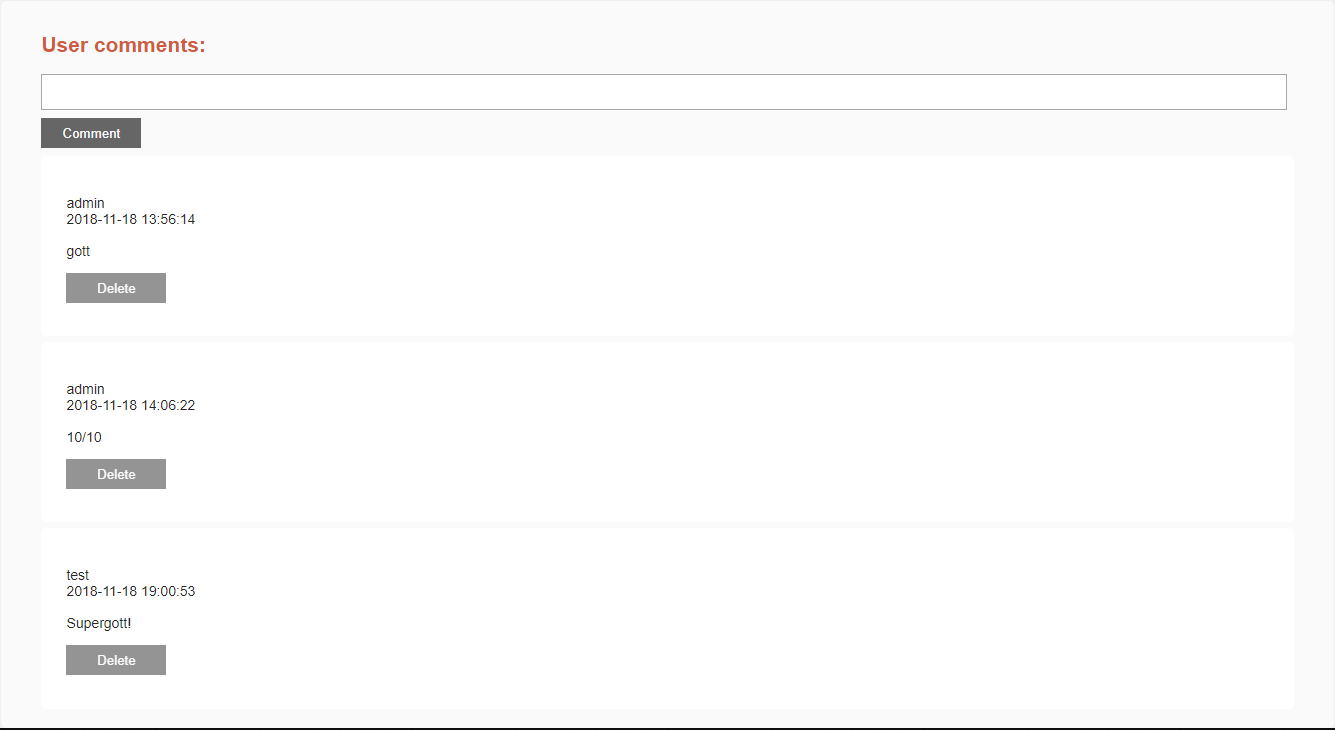 User comments:
Comment
admin
2018-11-18 13:56:14
gott
Delete
admin
2018-11-18 14:06:22
10/10
Delete
test
2018-11-18 19:00:53
Supergott!
Delete